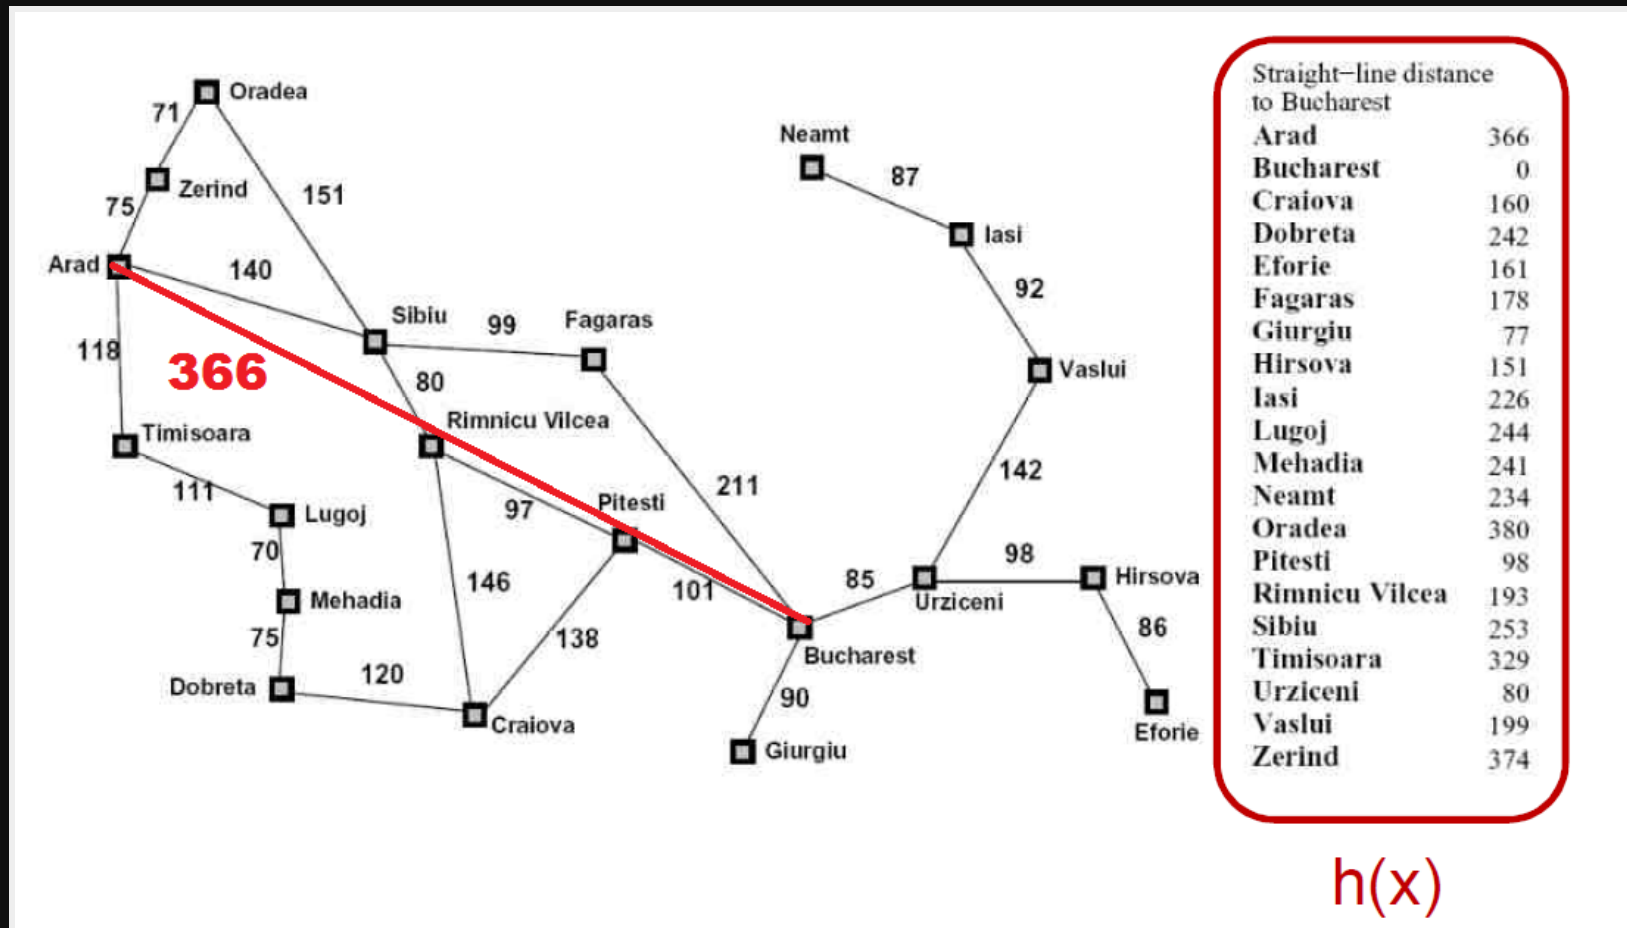 Oradea
71
Zerind
151
75
Arad
140
118
366
Sibiu
99
Fagaras
80
Rimnicu Vilcea
Timisoara
111
Lugoj
70
97
Pitesti
211
Mehadia
146
101
75
138
Dobreta
120
Craiova
Bucharest
90
Giurgiu
Neamt
87
Iasi
92
Vaslui
142
85
98
Urziceni
Hirsova
86
Eforie
Straight−line distance
to Bucharest
Arad 366
Bucharest 0
Craiova 160
Dobreta 242
Eforie 161
Fagaras 178
Giurgiu 77
Hirsova 151
Iasi 226
Lugoj 244
Mehadia 241
Neamt 234
Oradea 380
Pitesti 98
Rimnicu Vilcea 193
Sibiu 253
Timisoara 329
Urziceni 80
Vaslui 199
Zerind 374
h(x)